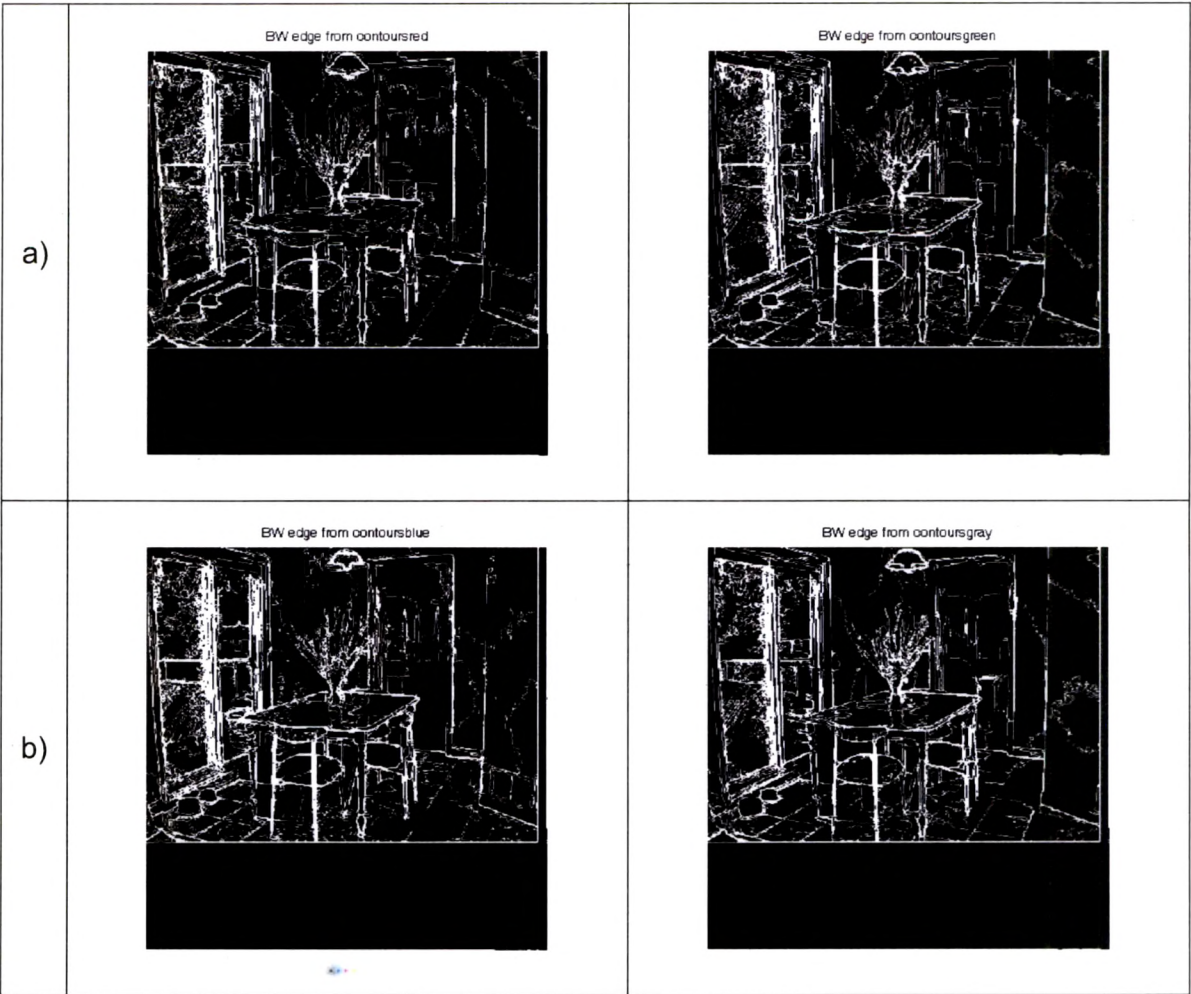 BW edge from contoursred
BW edge from contoursgreen
a)
BW edge from contoursblue
BW edge from contoursgray
b)